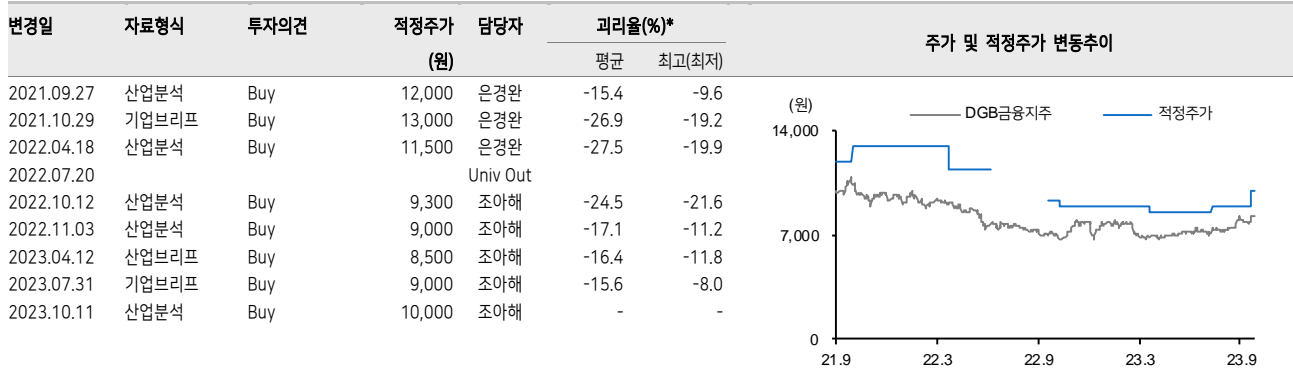 변경일 자료형식 투자의견 적정주가 담당자 괴리율(%)* 주가 및 적정주가 변동추이
(원) 평균 최고(최저)
2021.09.27 산업분석 Buy 12,000 은경완 -15.4 -9.6
2021.10.29 기업브리프 Buy 13,000 은경완 -26.9 -19.2
2022.04.18 산업분석 Buy 11,500 은경완 -27.5 -19.9
2022.07.20 Univ Out
2022.10.12 산업분석 Buy 9,300 조아해 -24.5 -21.6
2022.11.03 산업분석 Buy 9,000 조아해 -17.1 -11.2
2023.04.12 산업브리프 Buy 8,500 조아해 -16.4 -11.8
2023.07.31 기업브리프 Buy 9,000 조아해 -15.6 -8.0
2023.10.11 산업분석 Buy 10,000 조아해 - -
(원) DGB금융지주 적정주가
14,000
7,000
0
21.9 22.3 22.9 23.3 23.9